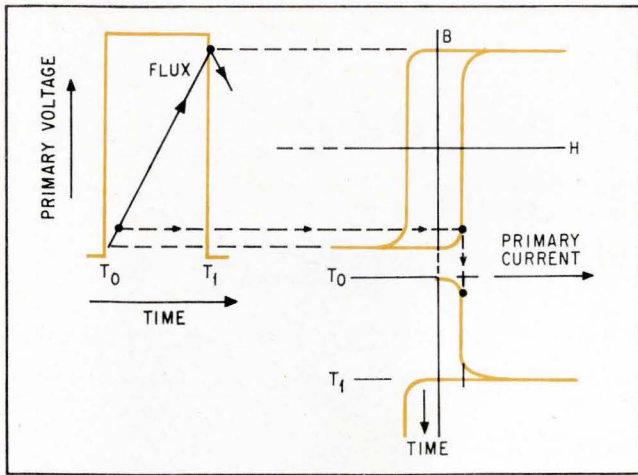 PRIMARY VOLTAGE
FLUX
T0
T1
TIME
B
H
PRIMARY
CURRENT
T0
T1
TIME